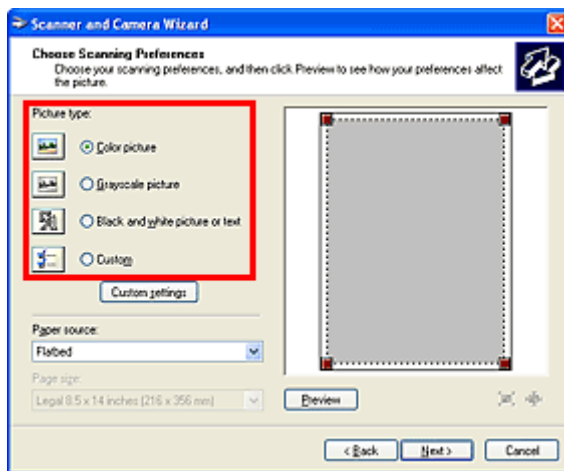 Scanner and Camera Wizard
Choose Scanning Preferences
Choose your scanning preferences, and then click Preview to see how your preferences affect
the picture.
Picture type:
Color picture
Grayscale picture
Black and white picture or text
Custom
Custom settings
Paper source:
Flatbed
Page size:
Legal 8.5 x 14 inches (216 x 356 mm)
Preview
< Back
Next >
Cancel